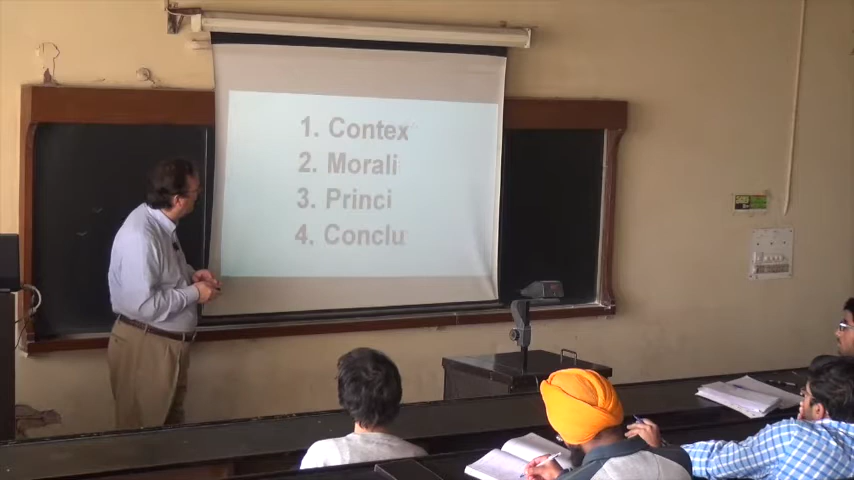 1. Contex
2. Morali
3. Princi
4. Conclu